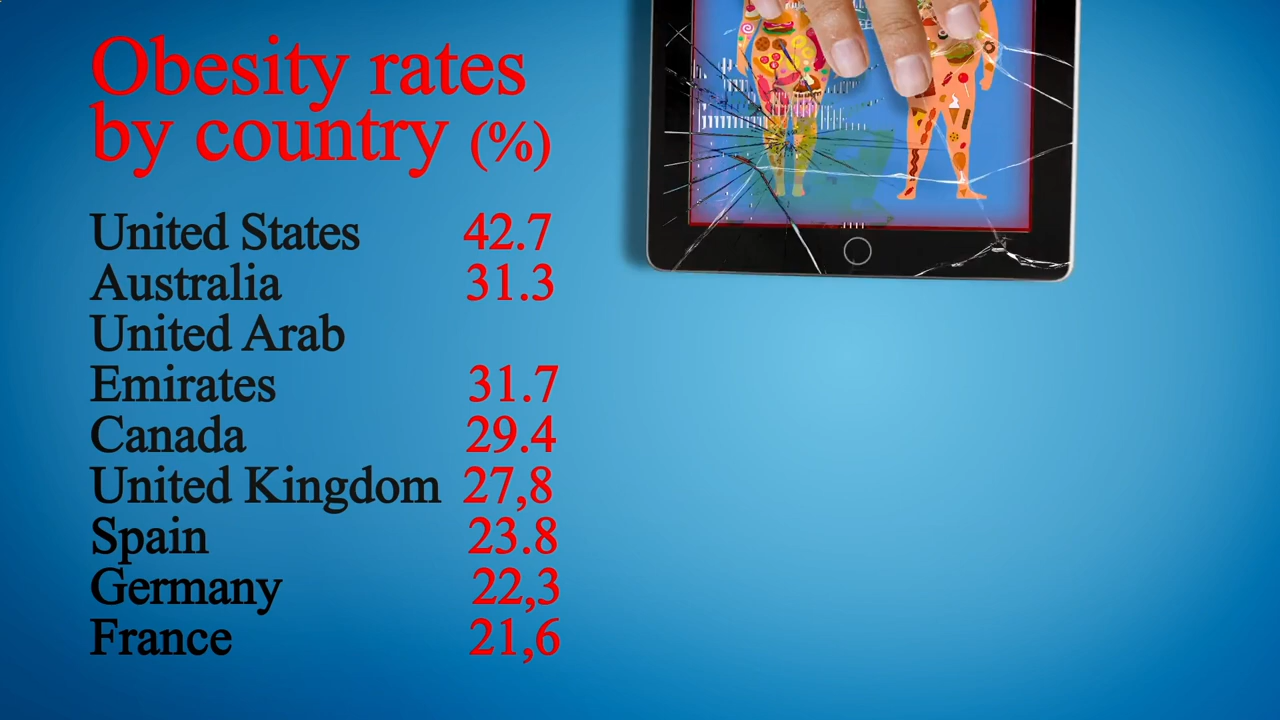 Obesity rates
by country (%)
United States 42.7
Australia 31.3
United Arab
Emirates 31.7
Canada 29.4
United Kingdom 27,8
Spain 23.8
Germany 22,3
France 21,6